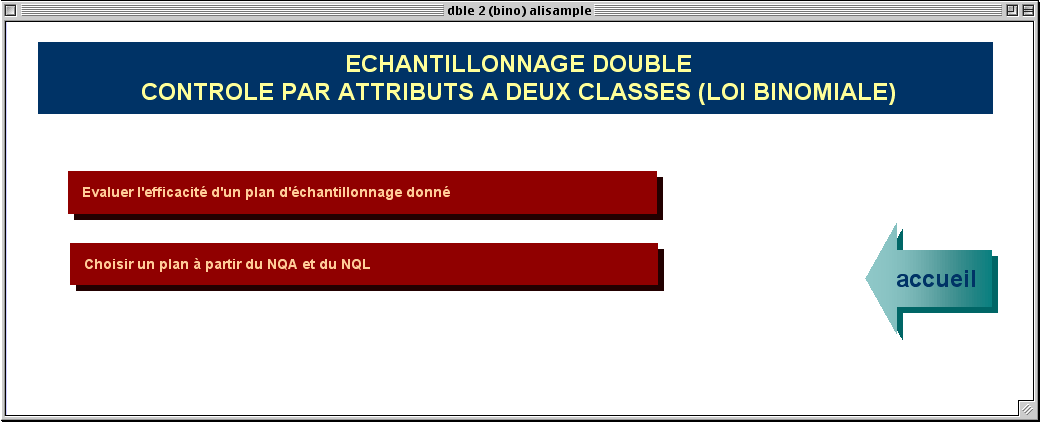 dble 2 (bino) alisample
ECHANTILLONNAGE DOUBLE
CONTROLE PAR ATTRIBUTS A DEUX CLASSES (LOI BINOMIALE)
Evaluer l'efficacité d'un plan d'échantillonnage donné
Choisir un plan à partir du NQA et du NQL
accueil